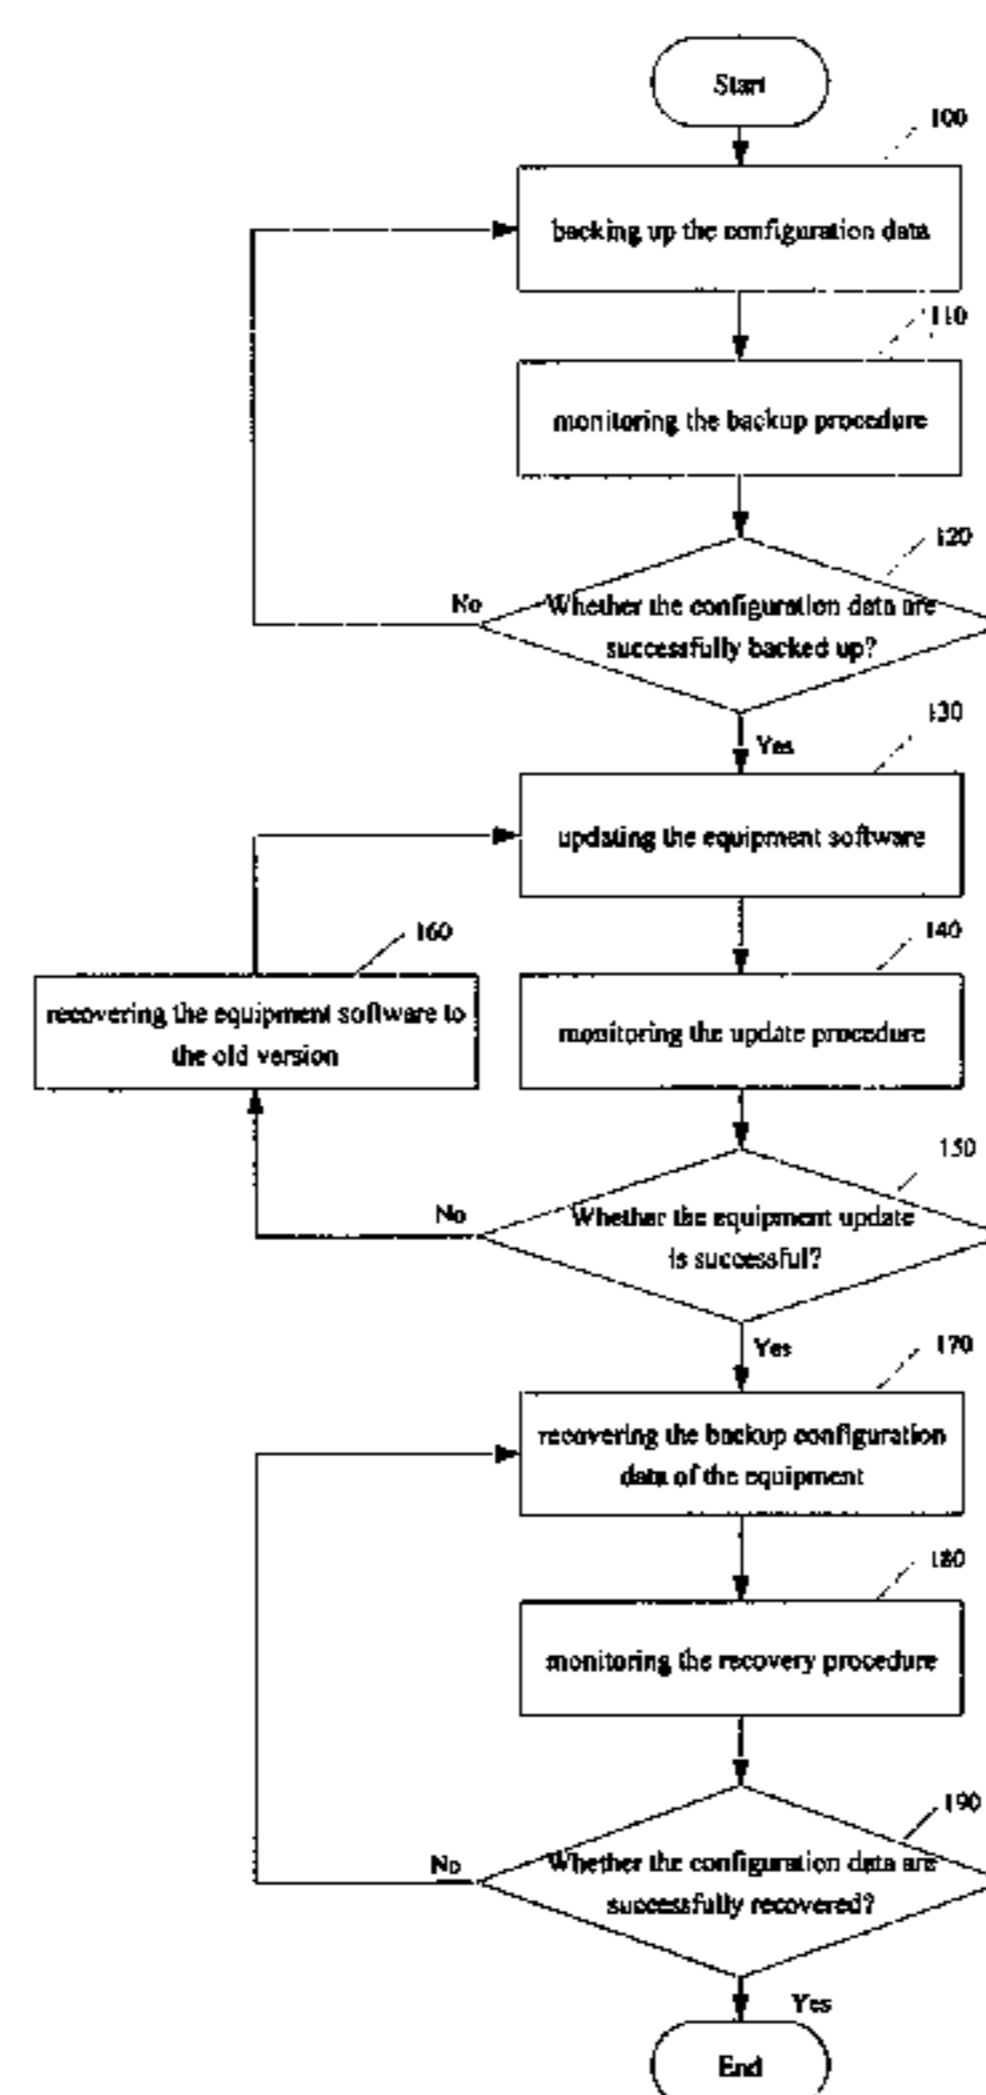 Start
100
backing up the configuration data
110
monitoring the backup procedure
120
No
Whether the configuration data are
successfully backed up?
130
Yes
updating the equipment software
160
140
recovering the equipment software to
the old version
monitoring the update procedure
150
No
Whether the equipment update
is successful?
Yes
170
recovering the backup configuration
data of the equipment
180
monitoring the recovery procedure
190
No
Whether the configuration data are
successfully recovered?
Yes
End